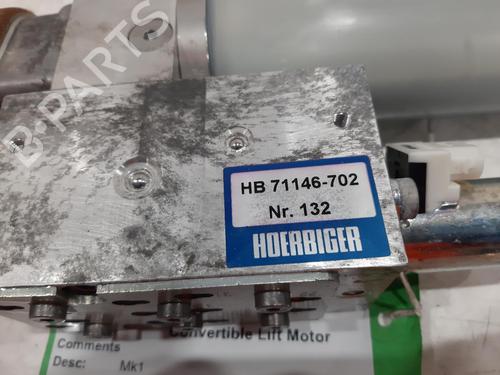 B-PARTS
HB 71146-702
Nr. 132
HOERBIGER
Convertible Lift Motor
Comments
Desc: Mk1